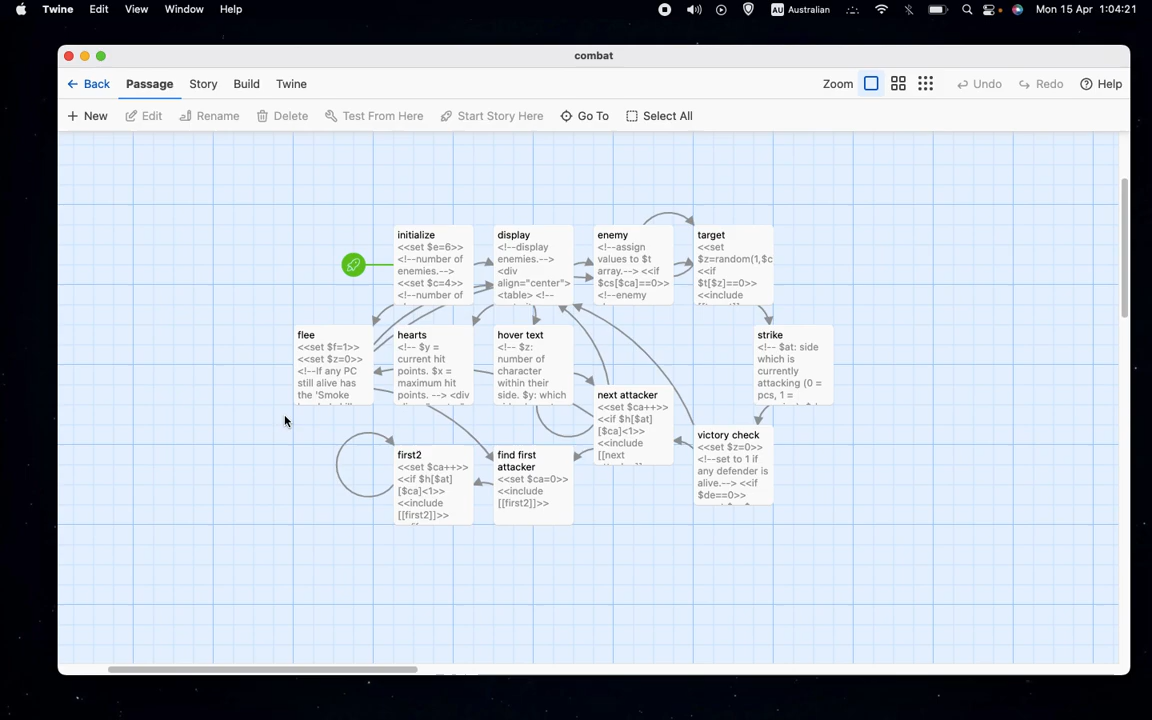 Twine Edit View Window Help
AU Australian
Mon 15 Apr 1:04:21
combat
Back Passage Story Build Twine
Zoom Undo Redo Help
New Edit Rename Delete Test From Here Start Story Here Go To Select All
initialize
<<set $e=6>>
<!--number of
enemies.-->
<<set $c=4>>
<!--number of
display
<!--display
enemies.-->
<div
align="center">
<table> <!--
enemy
<!--assign
values to $t
array.--> <<if
$cs[$ca]==0>>
<!--enemy
target
<<set
$z=random(1,$c
<<if
$t[$z]==0>>
<<include
flee
<<set $f=1>>
<<set $z=0>>
<!--If any PC
still alive has
the 'Smoke
hearts
<!-- $y =
current hit
points. $x =
maximum hit
points. --> <div
hover text
<!-- $z:
number of
character
within their
side. $y: which
strike
<!-- $at: side
which is
currently
attacking (0 =
pcs, 1 =
next attacker
<<set $ca++>>
<<if $h[$at]
[$ca]<1>>
<<include
[[next
victory check
<<set $z=0>>
<!--set to 1 if
any defender is
alive.--> <<if
$de==0>>
first2
<<set $ca++>>
<<if $h[$at]
[$ca]<1>>
<<include
[[first2]]>>
find first
attacker
<<set $ca=0>>
<<include
[[first2]]>>